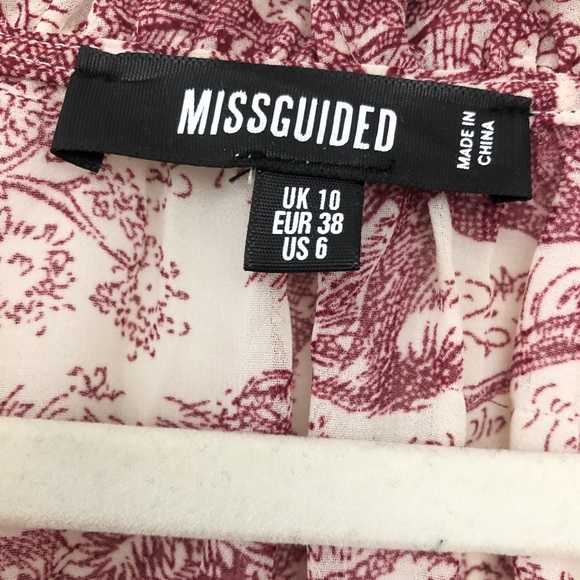 MISSGUIDED
MADE IN
CHINA
UK 10
EUR 38
US 6